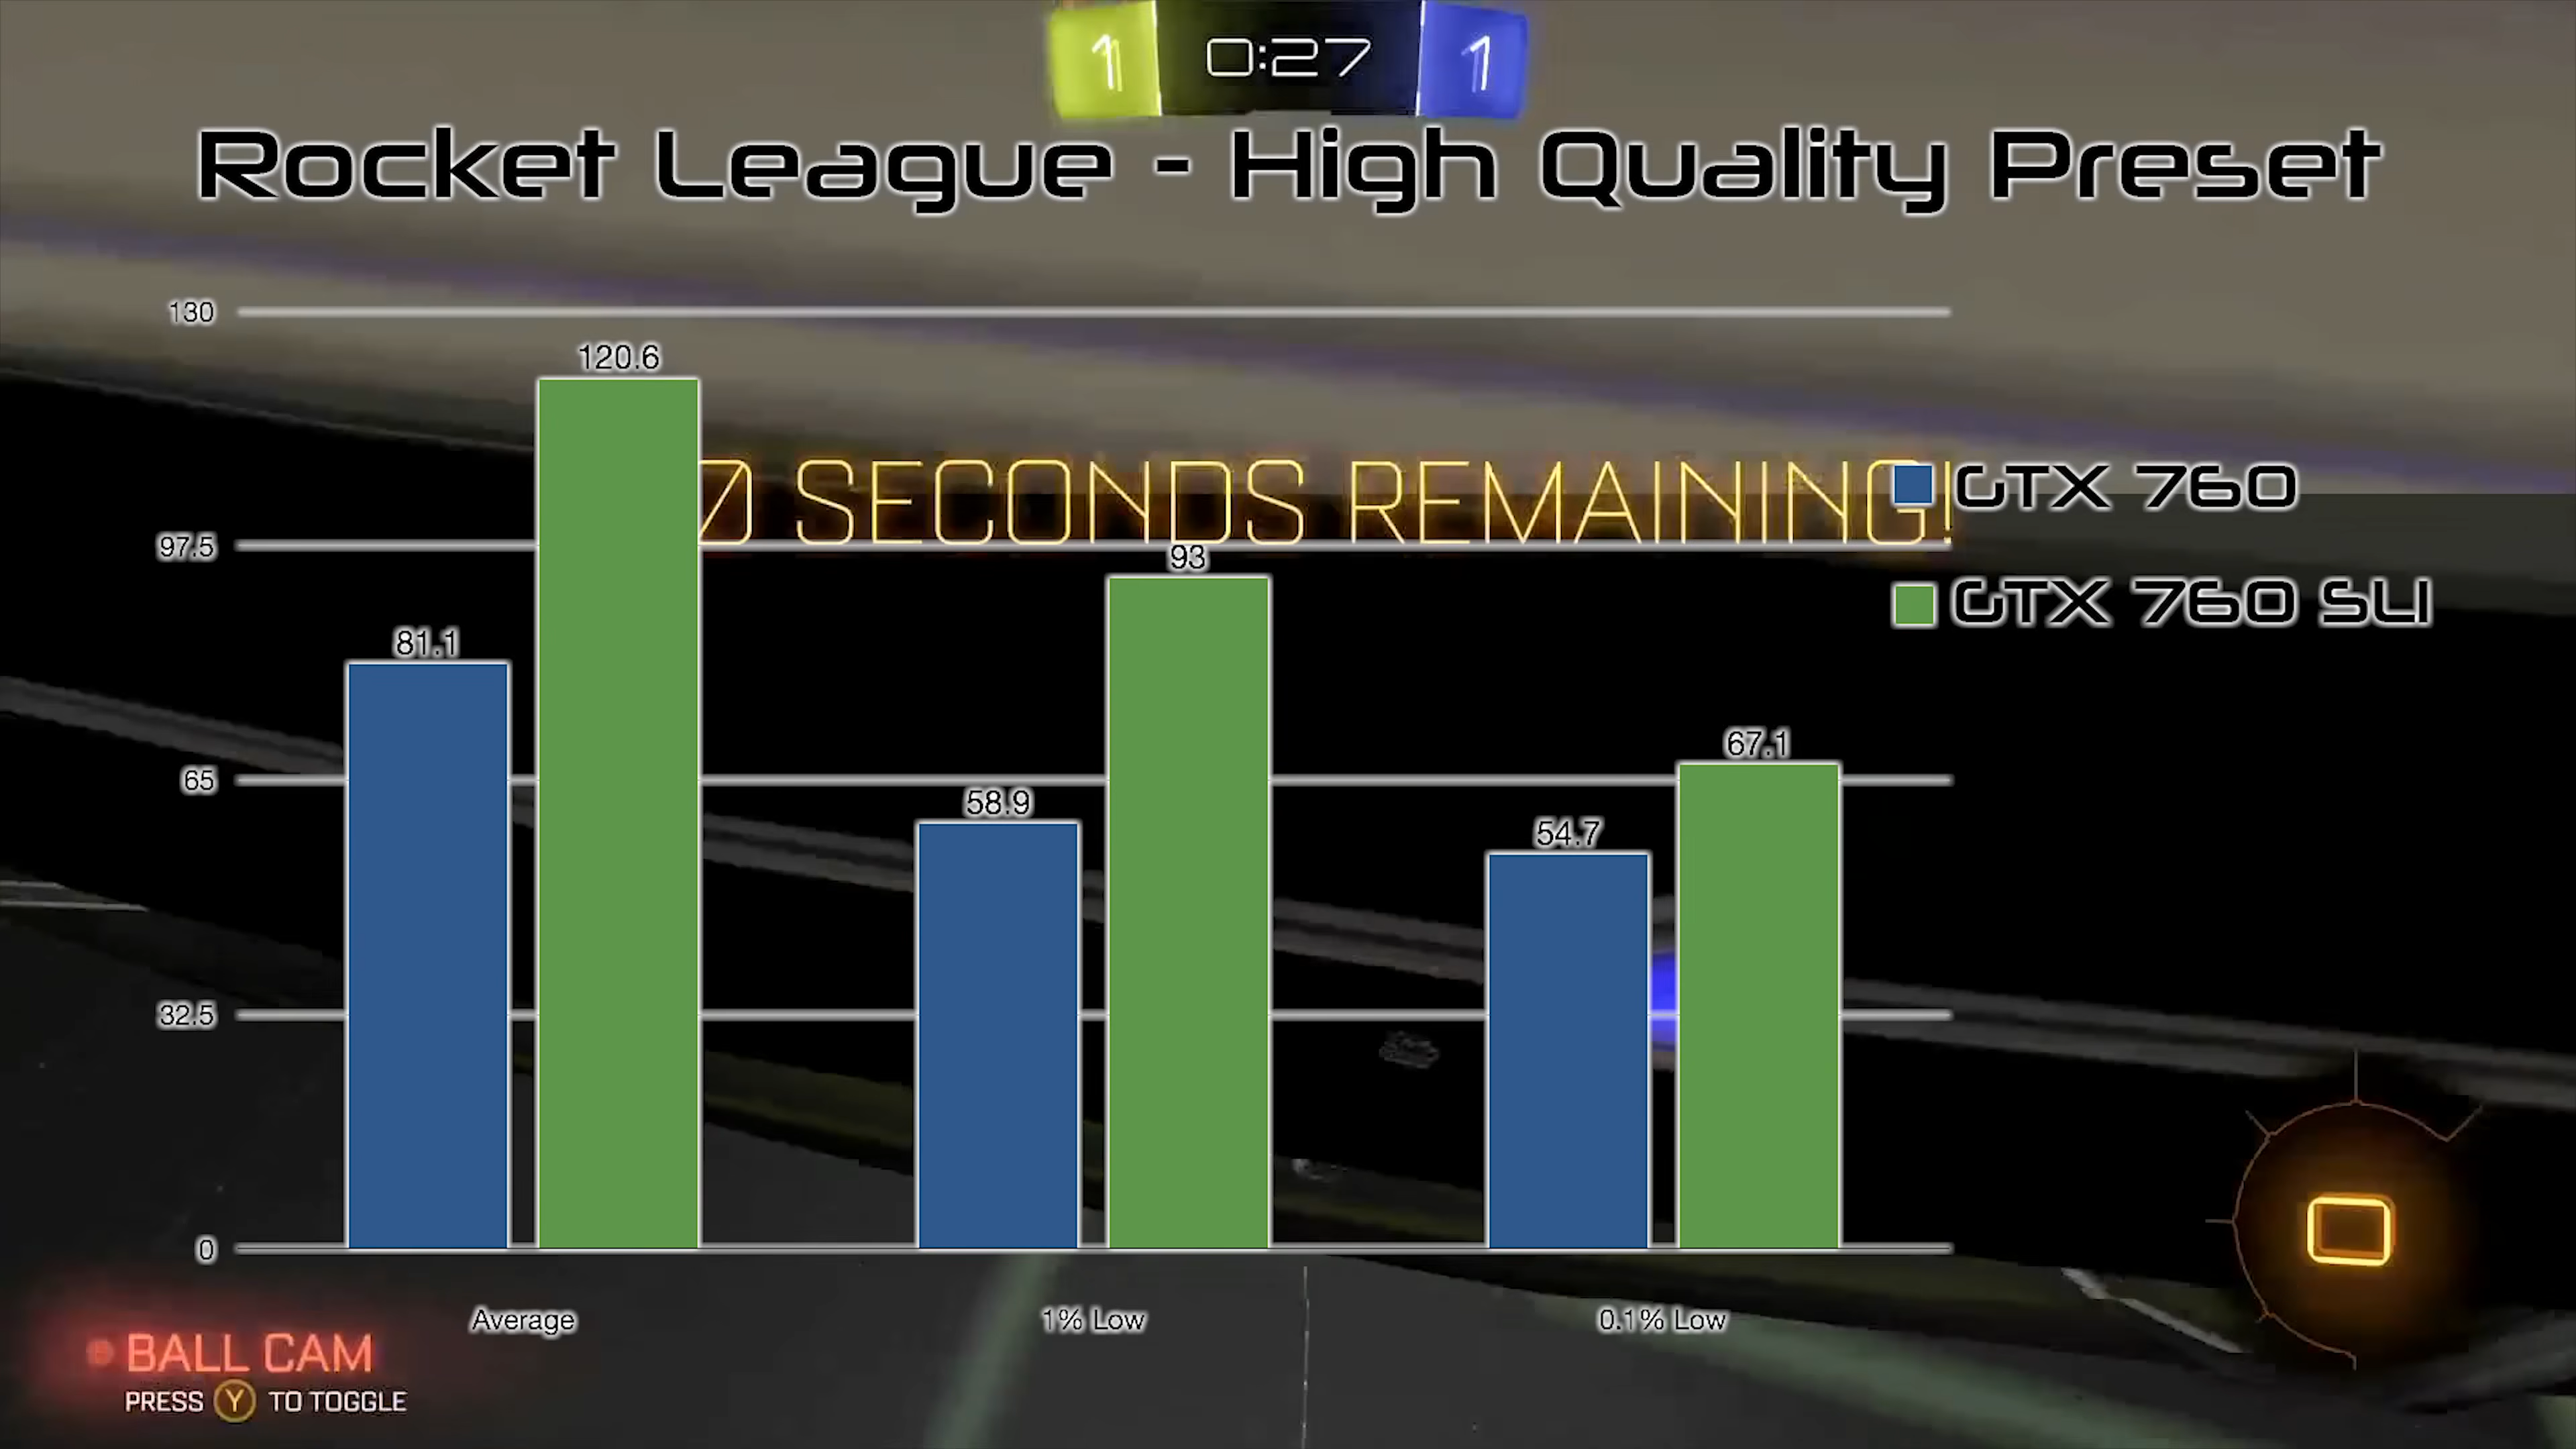 1 0:27 1
Rocket League - High Quality Preset
130
120.6
SECONDS REMAINING!
GTX 760
97.5
93
GTX 760 SLI
81.1
67.1
65
58.9
54.7
32.5
0
Average 1% Low 0.1% Low
BALL CAM
PRESS Y TO TOGGLE